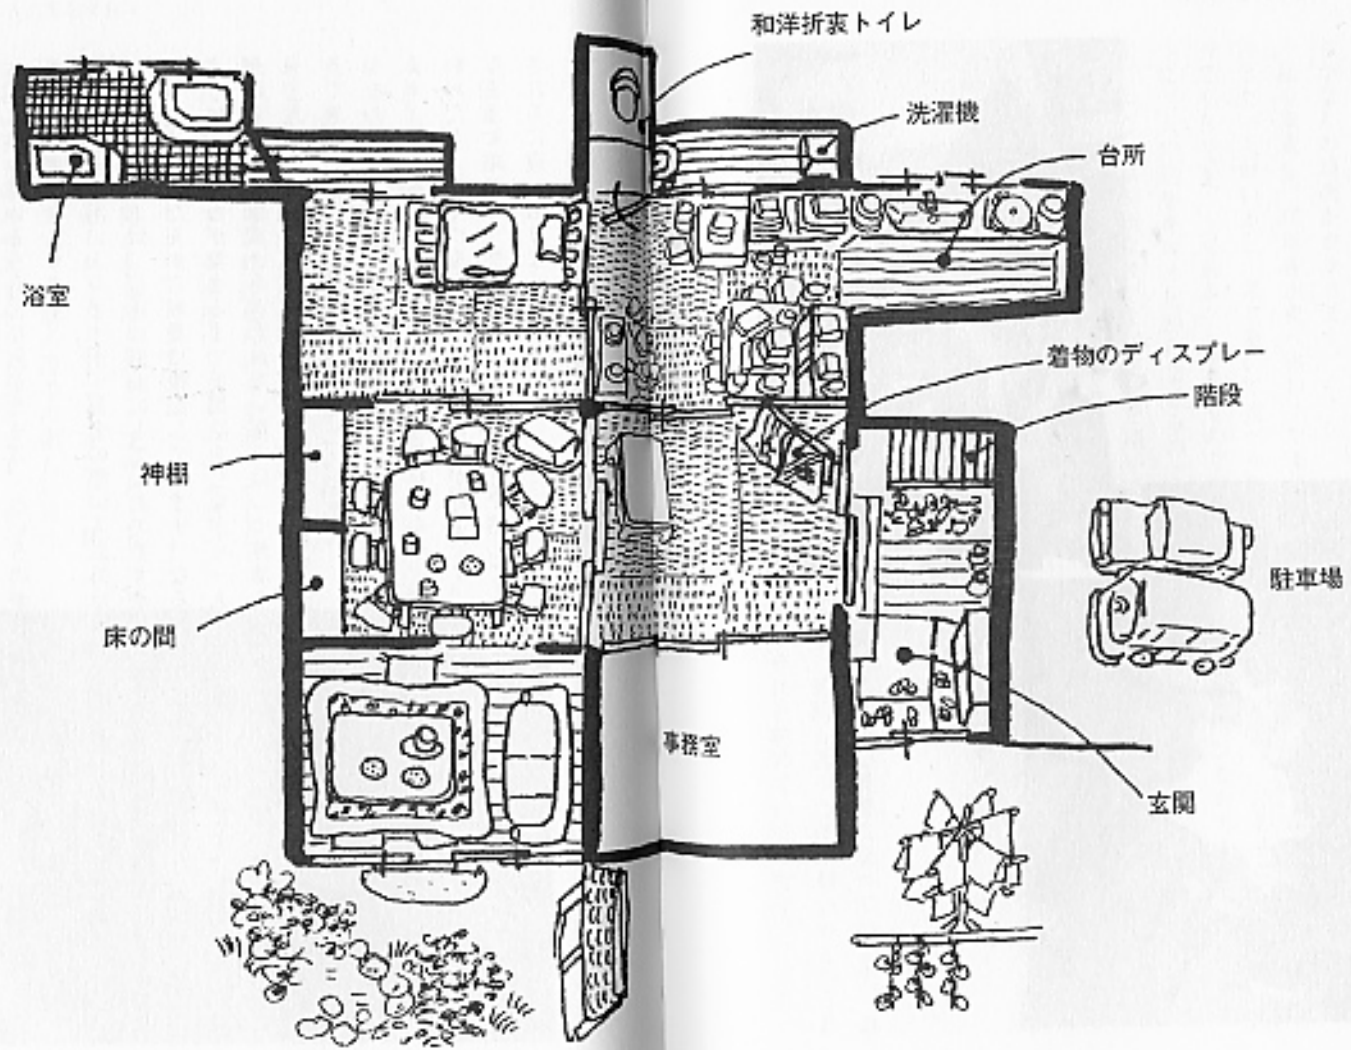 和洋折衷トイレ
洗濯機
台所
浴室
着物のディスプレー
階段
神棚
駐車場
床の間
事務室
玄関